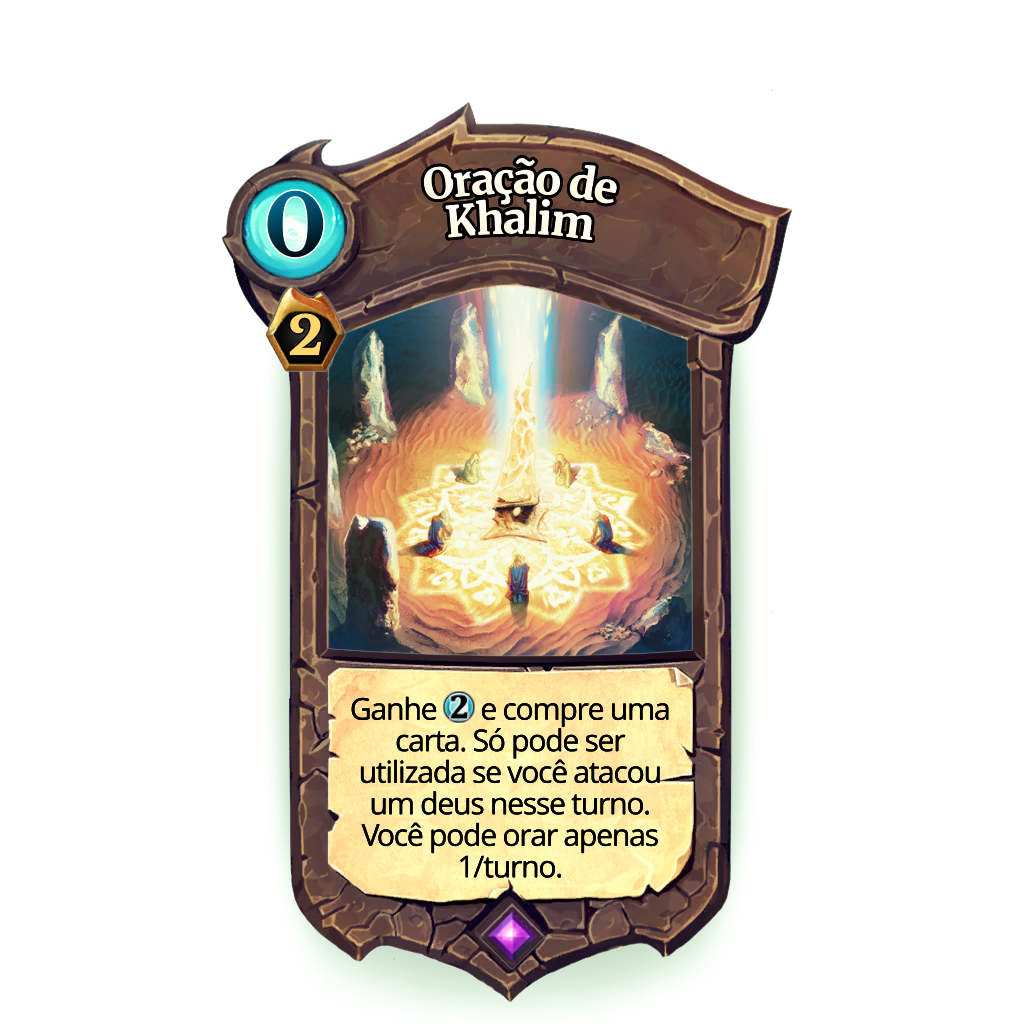 0
Oração de
Khalim
2
Ganhe 2 e compre uma
carta. Só pode ser
utilizada se você atacou
um deus nesse turno.
Você pode orar apenas
1/turno.